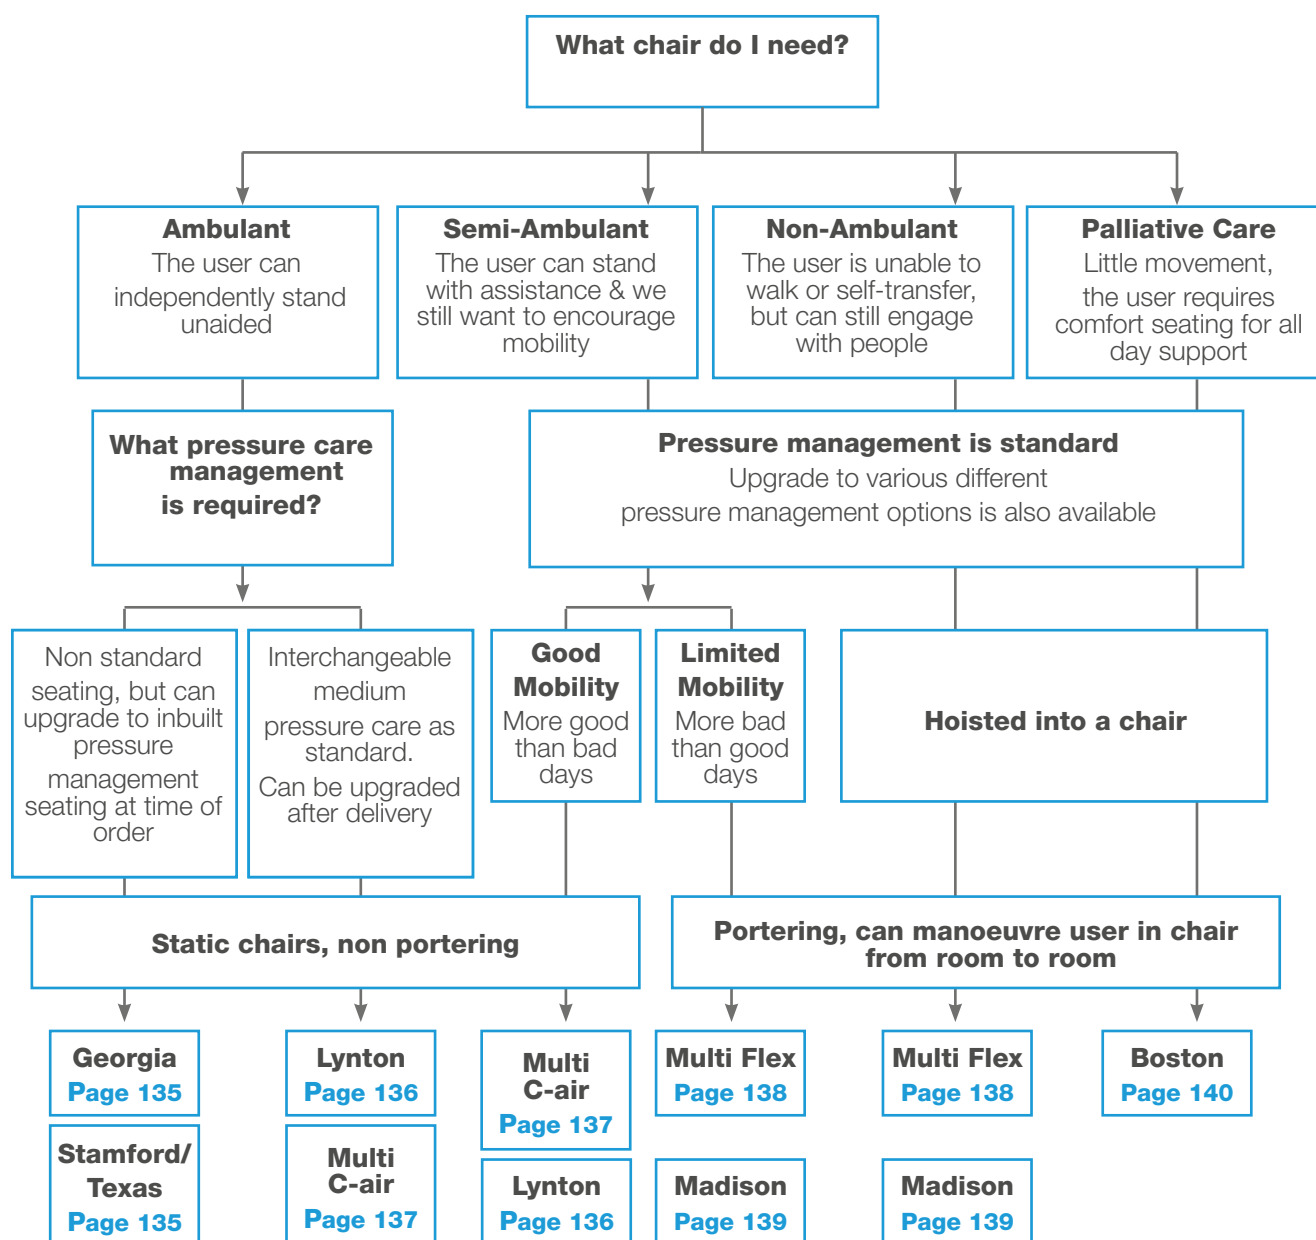 What chair do I need?
Ambulant
The user can
independently stand
unaided
Semi-Ambulant
The user can stand
with assistance & we
still want to encourage
mobility
Non-Ambulant
The user is unable to
walk or self-transfer,
but can still engage
with people
Palliative Care
Little movement,
the user requires
comfort seating for all
day support
What pressure care
management
is required?
Pressure management is standard
Upgrade to various different
pressure management options is also available
Non standard
seating, but can
upgrade to inbuilt
pressure
management
seating at time of
order
Interchangeable
medium
pressure care as
standard.
Can be upgraded
after delivery
Good
Mobility
More good
than bad
days
Limited
Mobility
More bad
than good
days
Hoisted into a chair
Static chairs, non portering
Portering, can manoeuvre user in chair
from room to room
Georgia
Page 135
Stamford/
Texas
Page 135
Lynton
Page 136
Multi
C-air
Page 137
Multi
C-air
Page 137
Lynton
Page 136
Multi Flex
Page 138
Madison
Page 139
Multi Flex
Page 138
Madison
Page 139
Boston
Page 140